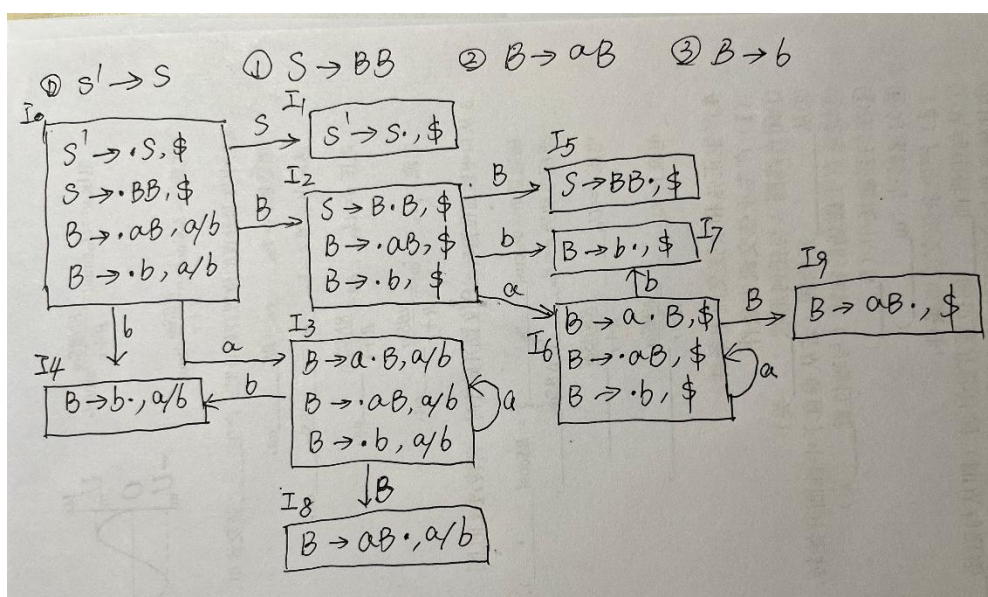 ⓪ S' → S ① S → BB ② B → aB ③ B → b
I0
S' → ·S, $
S → ·BB, $
B → ·aB, a/b
B → ·b, a/b
S
I1
S' → S·, $
B
I2
S → B·B, $
B → ·aB, $
B → ·b, $
B
I5
S → BB·, $
b
B → b·, $
I7
a
b
I6
B → a·B, $
B → ·aB, $
B → ·b, $
a
B
I9
B → aB·, $
b
I4
B → b·, a/b
a
b
I3
B → a·B, a/b
B → ·aB, a/b
B → ·b, a/b
a
B
I8
B → aB·, a/b